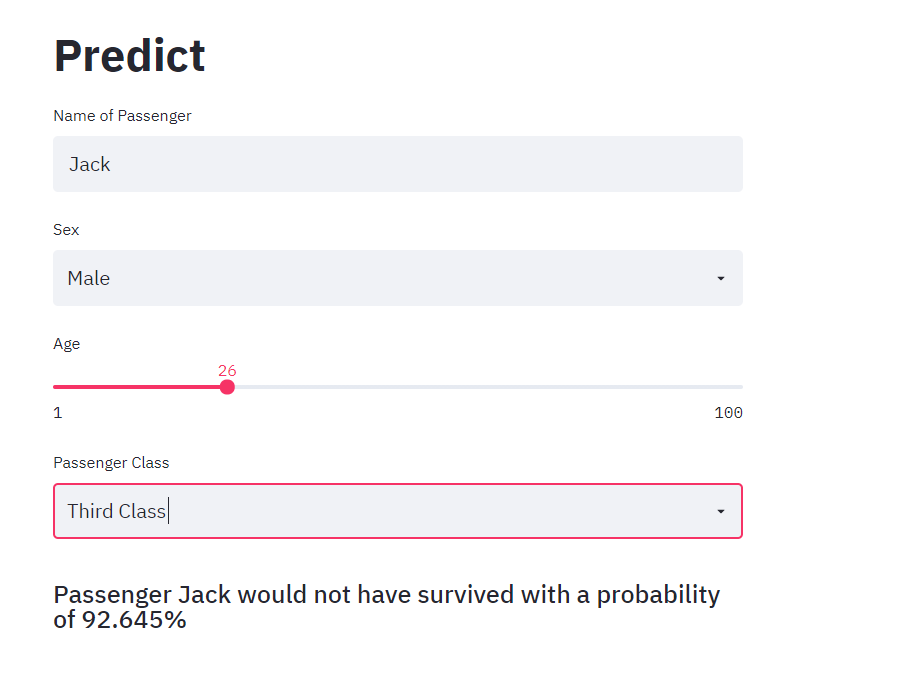 Predict
Name of Passenger
Jack
Sex
Male
Age
26
1
100
Passenger Class
Third Class
Passenger Jack would not have survived with a probability
of 92.645%